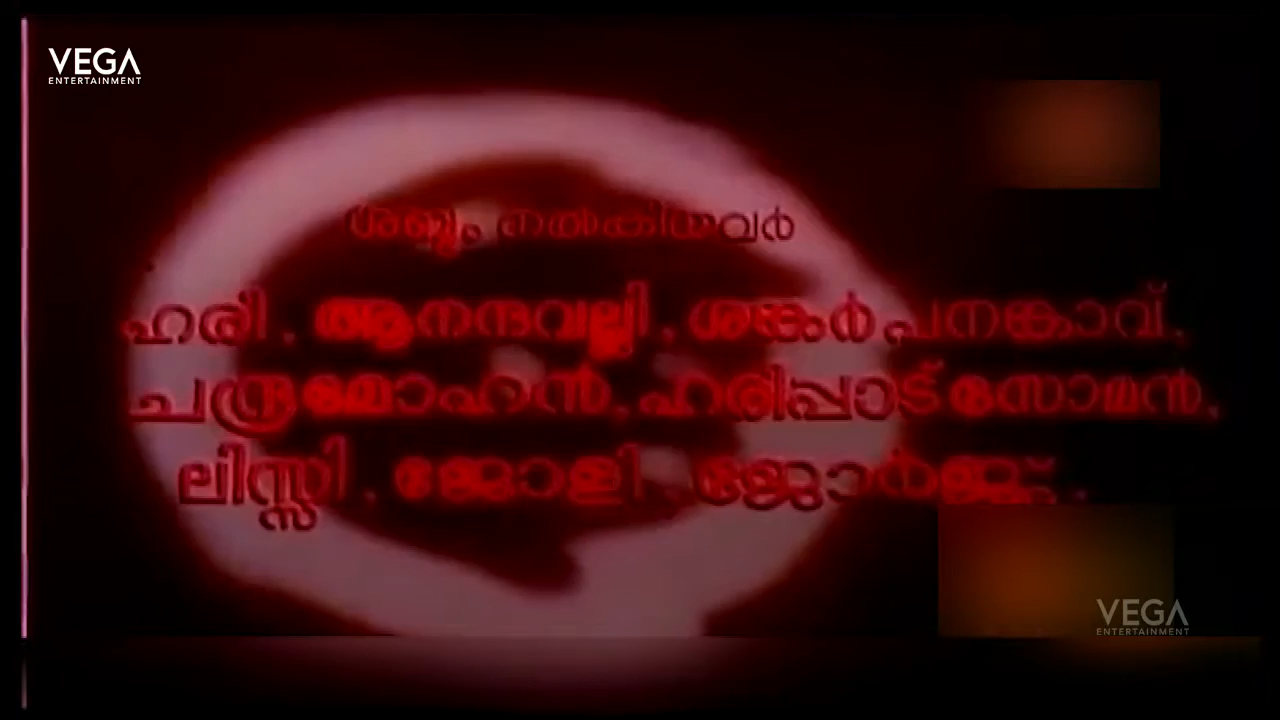 VEGA
ENTERTAINMENT
ശബ്ദം നൽകിയവർ
ഹരി . ആനന്ദവല്ലി . ശങ്കർ പനങ്കാവ് .
ചന്ദ്രമോഹൻ . ഹരിപ്പാട് സോമൻ .
ലിസ്സി . ജോളി . ജോർജ്ജ് .
VEGA
ENTERTAINMENT